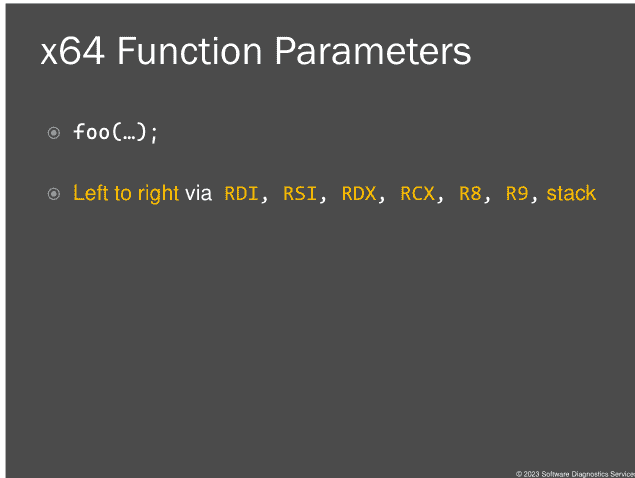 x64 Function Parameters
foo(…);
Left to right via RDI, RSI, RDX, RCX, R8, R9, stack
© 2023 Software Diagnostics Services